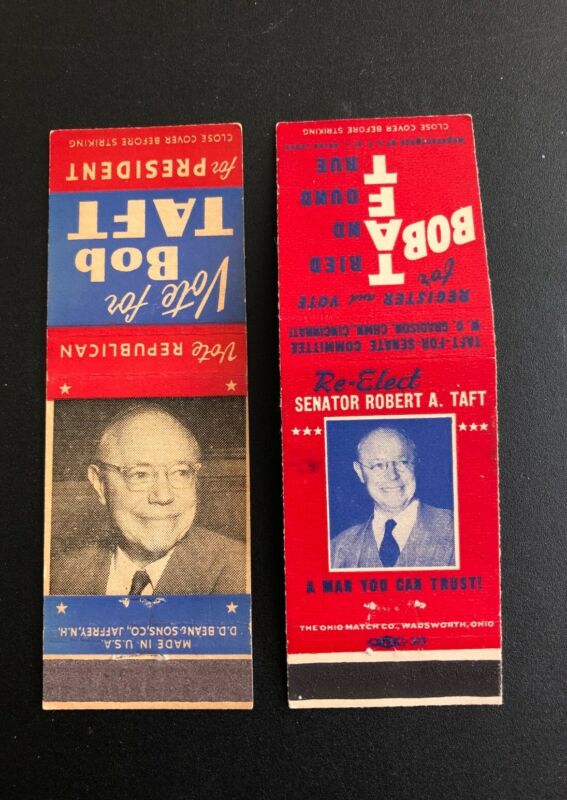 Vote REPUBLICAN
Vote for
Bob
TAFT
for PRESIDENT
CLOSE COVER BEFORE STRIKING
MADE IN U.S.A.
D.D. BEAN & SONS, CO., JAFFREY, N.H.
TAFT-FOR-SENATE COMMITTEE
W. D. GRADISON, CHMN., CINCINNATI
REGISTER and VOTE
for
TRIED
BOB AND
FOUND
TRUE
CLOSE COVER BEFORE STRIKING
Re-Elect
SENATOR ROBERT A. TAFT
A MAN YOU CAN TRUST!
THE OHIO MATCH CO., WADSWORTH, OHIO